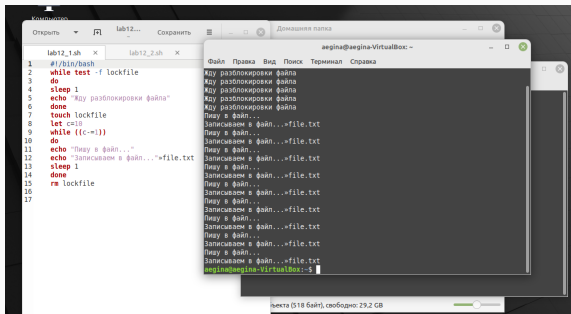 Компьютер
Открыть
lab12...
Сохранить
Домашняя папка
lab12_1.sh ×
lab12_2.sh ×
1 #!/bin/bash
2 while test -f lockfile
3 do
4 sleep 1
5 echo "Жду разблокировки файла"
6 done
7 touch lockfile
8 let c=10
9 while ((c-=1))
10 do
11 echo "Пишу в файл..."
12 echo "Записываем в файл..."»file.txt
13 sleep 1
14 done
15 rm lockfile
16
17
aegina@aegina-VirtualBox: ~
Файл Правка Вид Поиск Терминал Справка
Жду разблокировки файла
Жду разблокировки файла
Жду разблокировки файла
Жду разблокировки файла
Жду разблокировки файла
Пишу в файл...
Записываем в файл...»file.txt
Пишу в файл...
Записываем в файл...»file.txt
Пишу в файл...
Записываем в файл...»file.txt
Пишу в файл...
Записываем в файл...»file.txt
Пишу в файл...
Записываем в файл...»file.txt
Пишу в файл...
Записываем в файл...»file.txt
Пишу в файл...
Записываем в файл...»file.txt
Пишу в файл...
Записываем в файл...»file.txt
Пишу в файл...
Записываем в файл...»file.txt
aegina@aegina-VirtualBox:~$
ъекта (518 байт), свободно: 29,2 GB